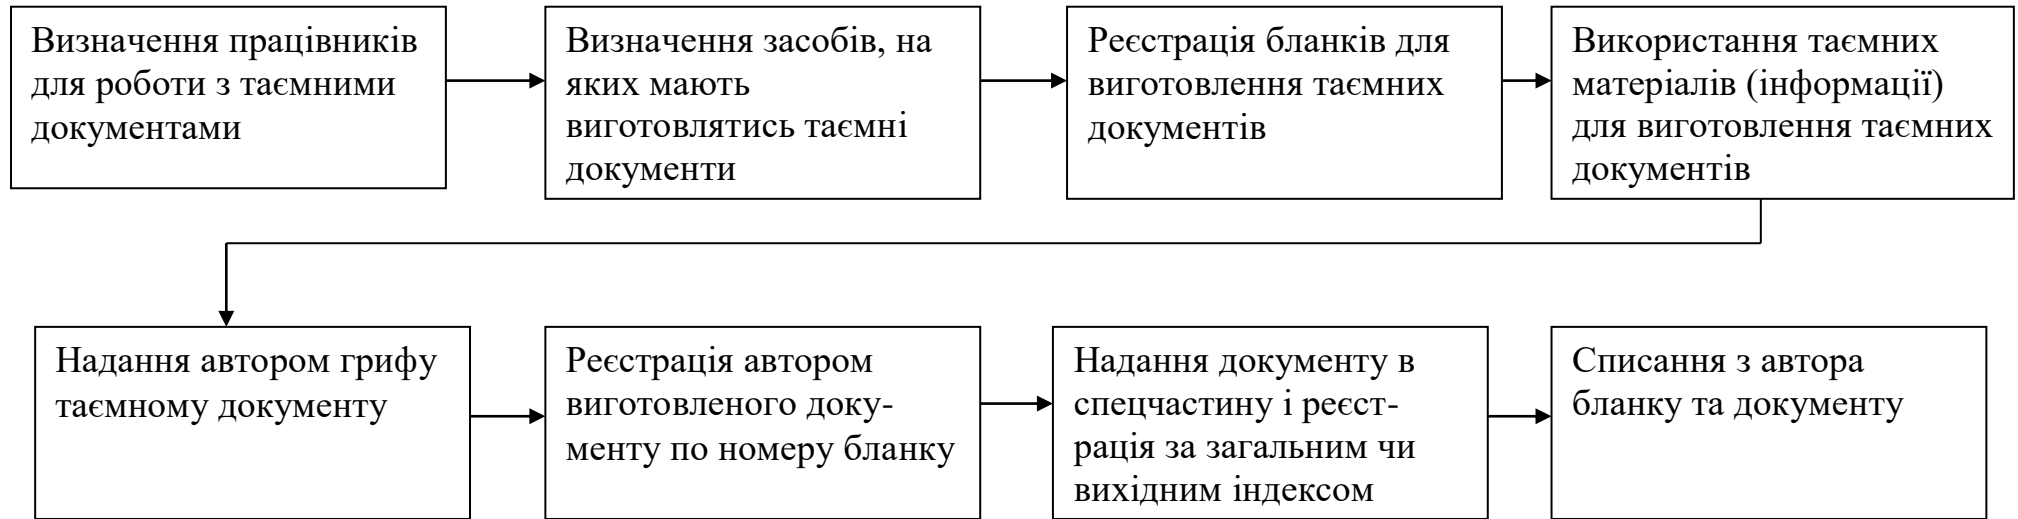 Визначення працівників
для роботи з таємними
документами
Визначення засобів, на
яких мають
виготовлятись таємні
документи
Реєстрація бланків для
виготовлення таємних
документів
Використання таємних
матеріалів (інформації)
для виготовлення таємних
документів
Надання автором грифу
таємному документу
Реєстрація автором
виготовленого доку-
менту по номеру бланку
Надання документу в
спецчастину і реєст-
рація за загальним чи
вихідним індексом
Списання з автора
бланку та документу